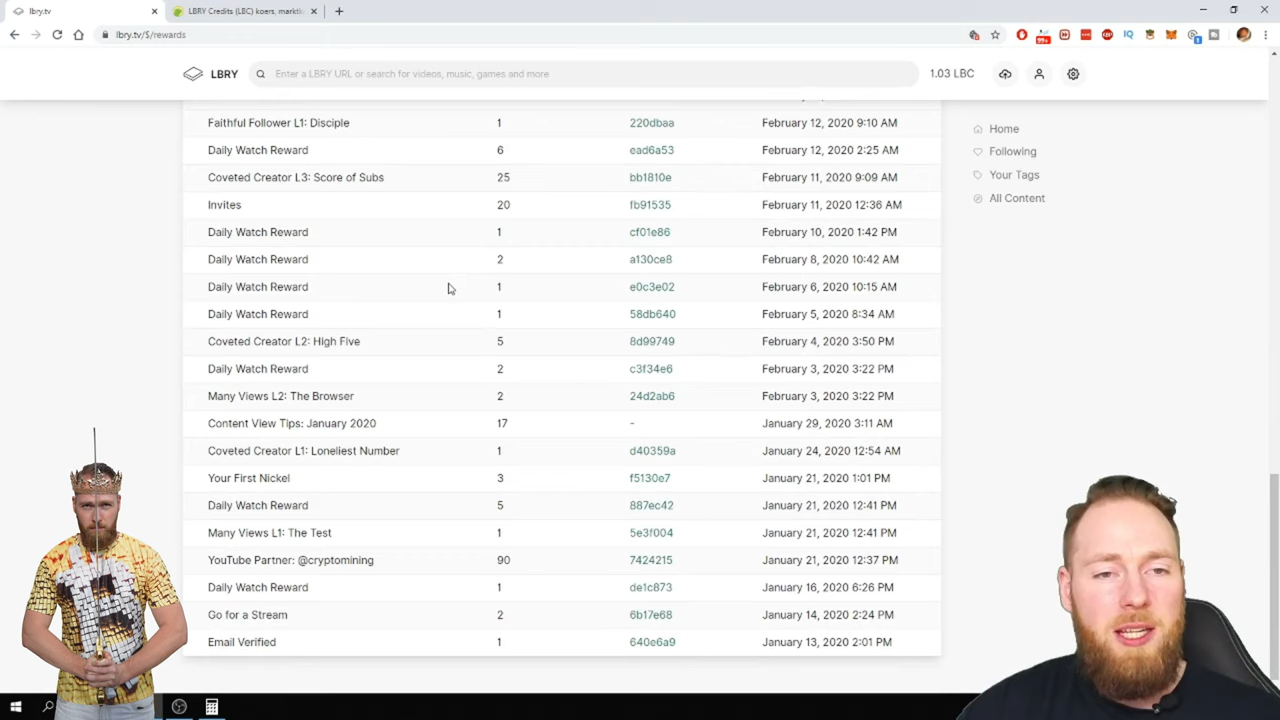 lbry.tv
LBRY Credits (LBC) koers, marktk
lbry.tv/$/rewards
99+
IQ
1
LBRY
Enter a LBRY URL or search for videos, music, games and more
1.03 LBC
Faithful Follower L1: Disciple 1 220dbaa February 12, 2020 9:10 AM
Daily Watch Reward 6 ead6a53 February 12, 2020 2:25 AM
Coveted Creator L3: Score of Subs 25 bb1810e February 11, 2020 9:09 AM
Invites 20 fb91535 February 11, 2020 12:36 AM
Daily Watch Reward 1 cf01e86 February 10, 2020 1:42 PM
Daily Watch Reward 2 a130ce8 February 8, 2020 10:42 AM
Daily Watch Reward 1 e0c3e02 February 6, 2020 10:15 AM
Daily Watch Reward 1 58db640 February 5, 2020 8:34 AM
Coveted Creator L2: High Five 5 8d99749 February 4, 2020 3:50 PM
Daily Watch Reward 2 c3f34e6 February 3, 2020 3:22 PM
Many Views L2: The Browser 2 24d2ab6 February 3, 2020 3:22 PM
Content View Tips: January 2020 17 - January 29, 2020 3:11 AM
Coveted Creator L1: Loneliest Number 1 d40359a January 24, 2020 12:54 AM
Your First Nickel 3 f5130e7 January 21, 2020 1:01 PM
Daily Watch Reward 5 887ec42 January 21, 2020 12:41 PM
Many Views L1: The Test 1 5e3f004 January 21, 2020 12:41 PM
YouTube Partner: @cryptomining 90 7424215 January 21, 2020 12:37 PM
Daily Watch Reward 1 de1c873 January 16, 2020 6:26 PM
Go for a Stream 2 6b17e68 January 14, 2020 2:24 PM
Email Verified 1 640e6a9 January 13, 2020 2:01 PM
Home
Following
Your Tags
All Content